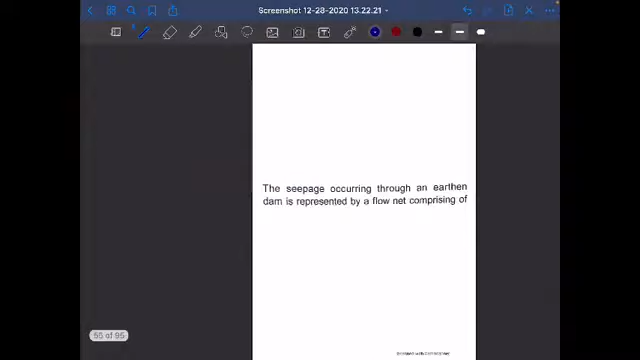 Screenshot 12-28-2020 13.22.21
The seepage occurring through an earthen
dam is represented by a flow net comprising of
55 of 95